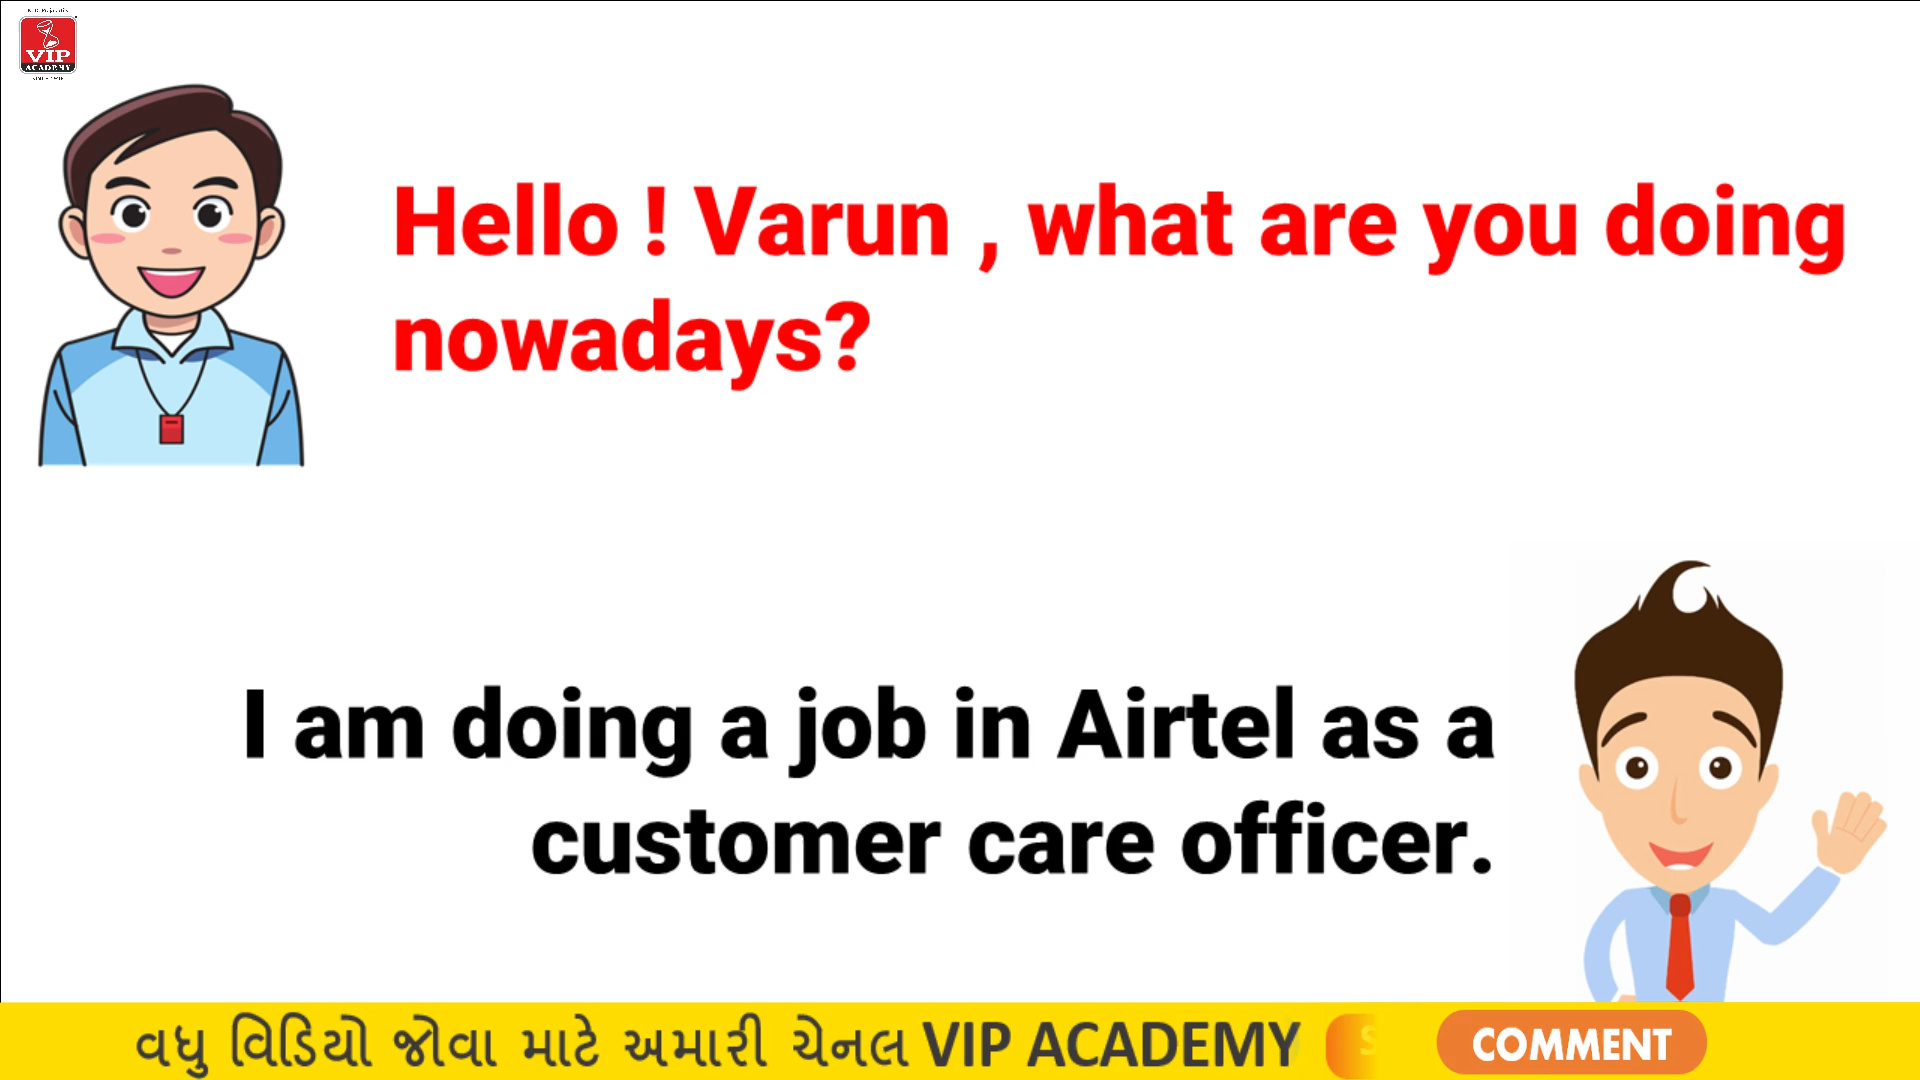 VIP
ACADEMY
Hello ! Varun , what are you doing
nowadays?
I am doing a job in Airtel as a
customer care officer.
વધુ વિડિયો જોવા માટે અમારી ચેનલ VIP ACADEMY
S
COMMENT